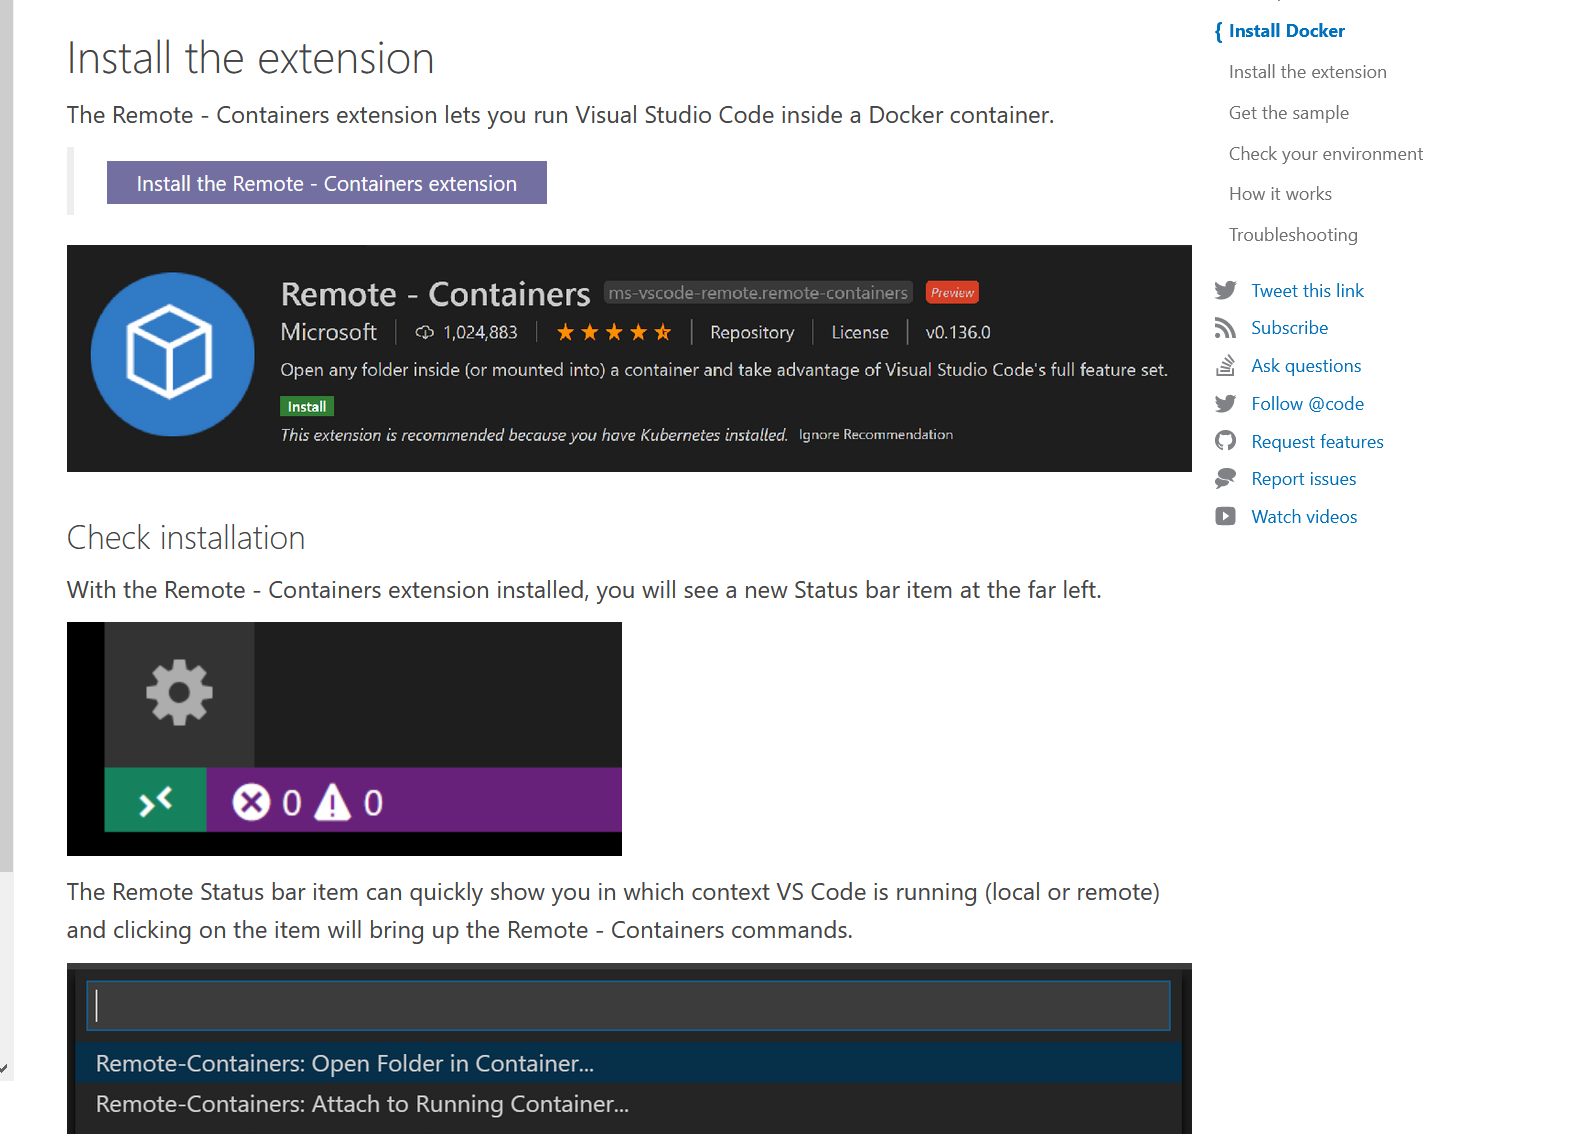 Install the extension
The Remote - Containers extension lets you run Visual Studio Code inside a Docker container.
Install the Remote - Containers extension
Remote - Containers ms-vscode-remote.remote-containers Preview
Microsoft 1,024,883 Repository License v0.136.0
Open any folder inside (or mounted into) a container and take advantage of Visual Studio Code's full feature set.
Install
This extension is recommended because you have Kubernetes installed. Ignore Recommendation
Check installation
With the Remote - Containers extension installed, you will see a new Status bar item at the far left.
0 0
The Remote Status bar item can quickly show you in which context VS Code is running (local or remote)
and clicking on the item will bring up the Remote - Containers commands.
Remote-Containers: Open Folder in Container...
Remote-Containers: Attach to Running Container...
Install Docker
Install the extension
Get the sample
Check your environment
How it works
Troubleshooting
Tweet this link
Subscribe
Ask questions
Follow @code
Request features
Report issues
Watch videos